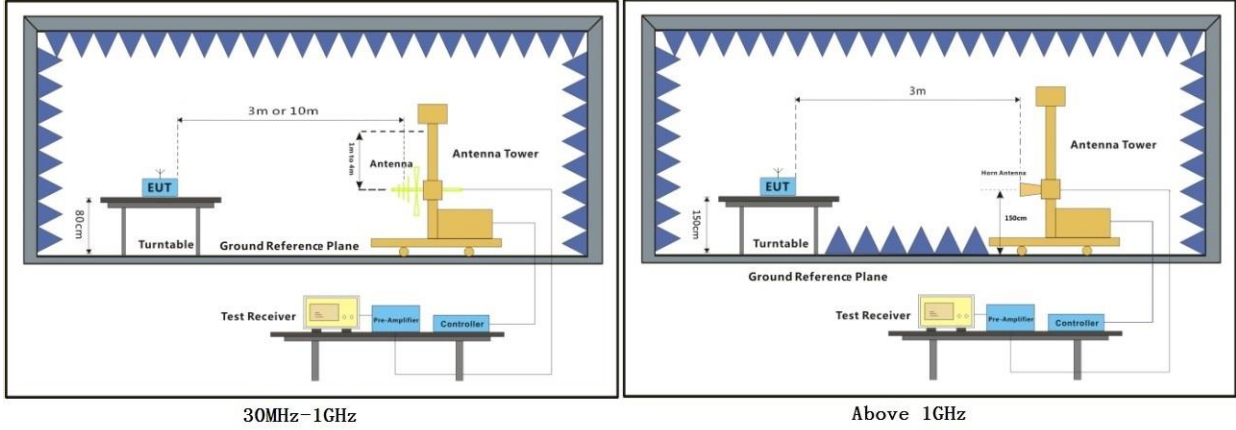 3m or 10m
1m to 4m
Antenna
Antenna Tower
EUT
80cm
Turntable
Ground Reference Plane
Test Receiver
Pre-Amplifier
Controller
30MHz-1GHz
3m
Antenna Tower
Horn Antenna
EUT
150cm
150cm
Turntable
Ground Reference Plane
Test Receiver
Pre-Amplifier
Controller
Above 1GHz